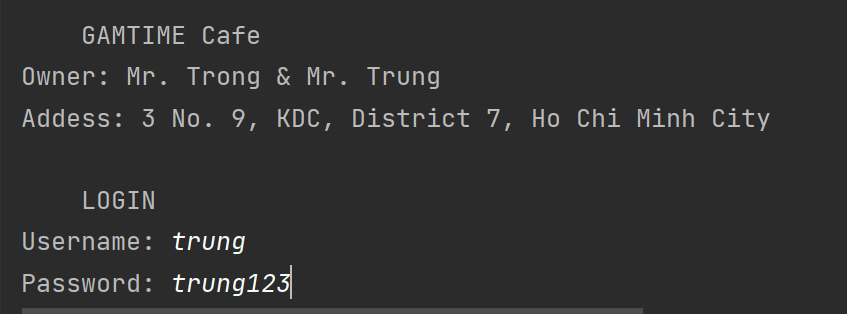 GAMTIME Cafe
Owner: Mr. Trong & Mr. Trung
Addess: 3 No. 9, KDC, District 7, Ho Chi Minh City
LOGIN
Username: trung
Password: trung123